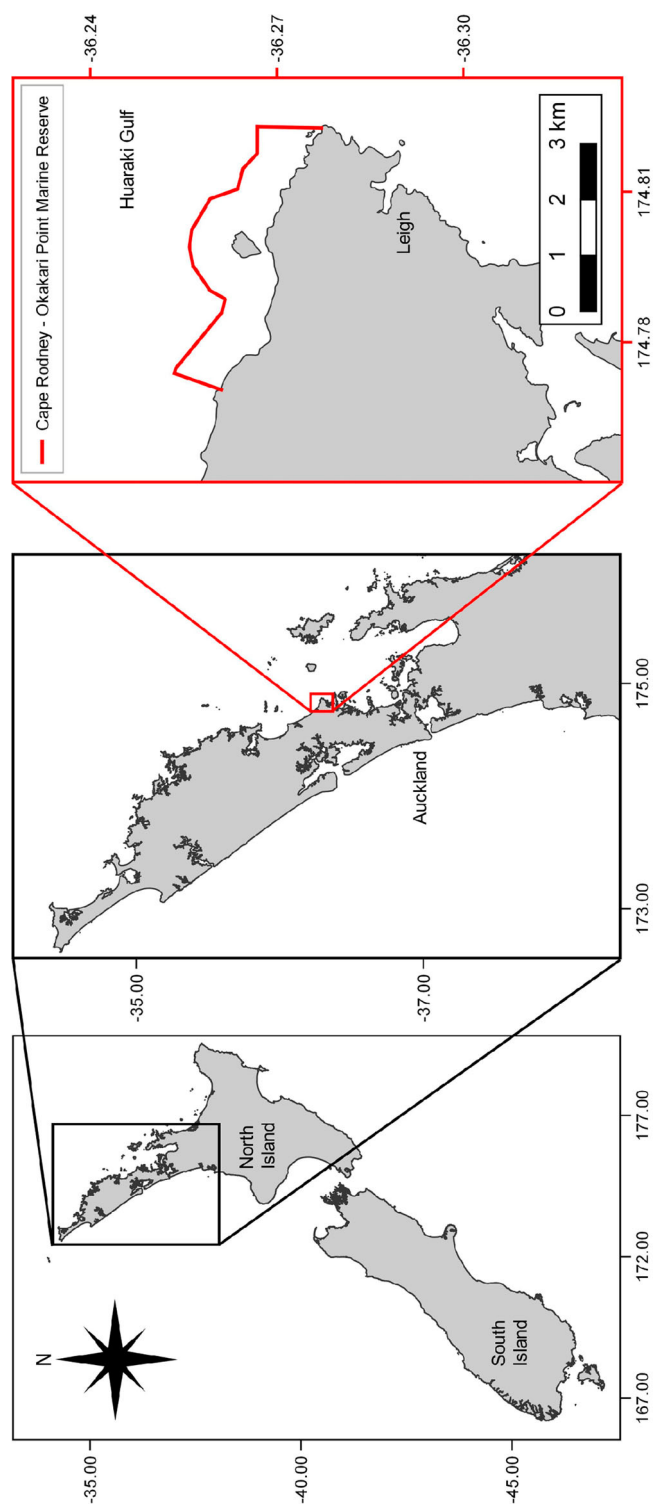 N
-35.00
-40.00
-45.00
167.00
172.00
177.00
North
Island
South
Island
-35.00
-37.00
173.00
175.00
Auckland
Cape Rodney - Okakari Point Marine Reserve
Huaraki Gulf
Leigh
0 1 2 3 km
174.78
174.81
-36.24
-36.27
-36.30